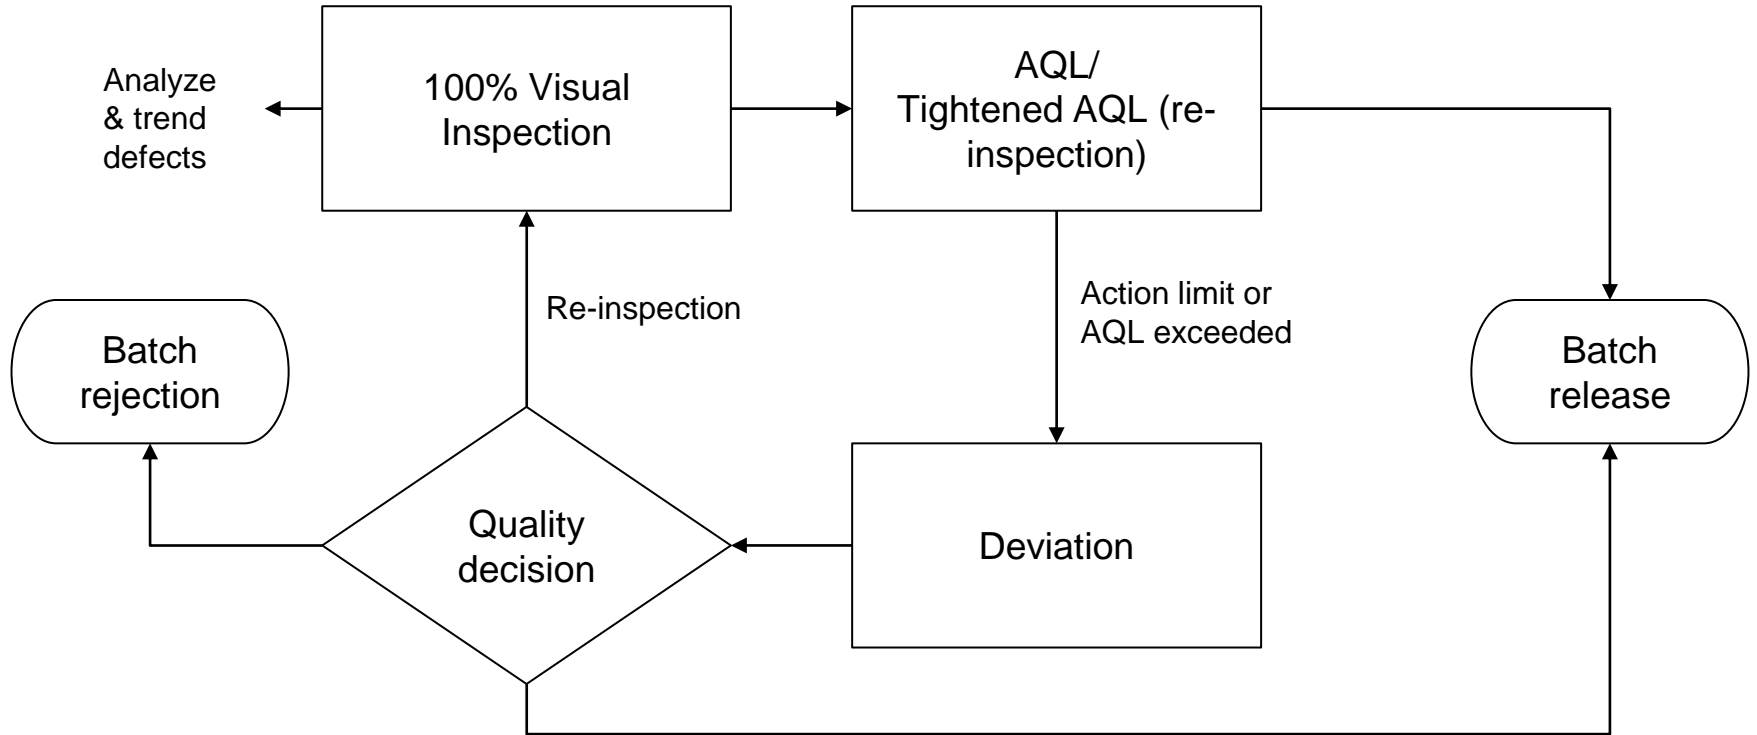 Analyze
& trend
defects
100% Visual
Inspection
AQL/
Tightened AQL (re-
inspection)
Re-inspection
Action limit or
AQL exceeded
Batch
rejection
Batch
release
Quality
decision
Deviation